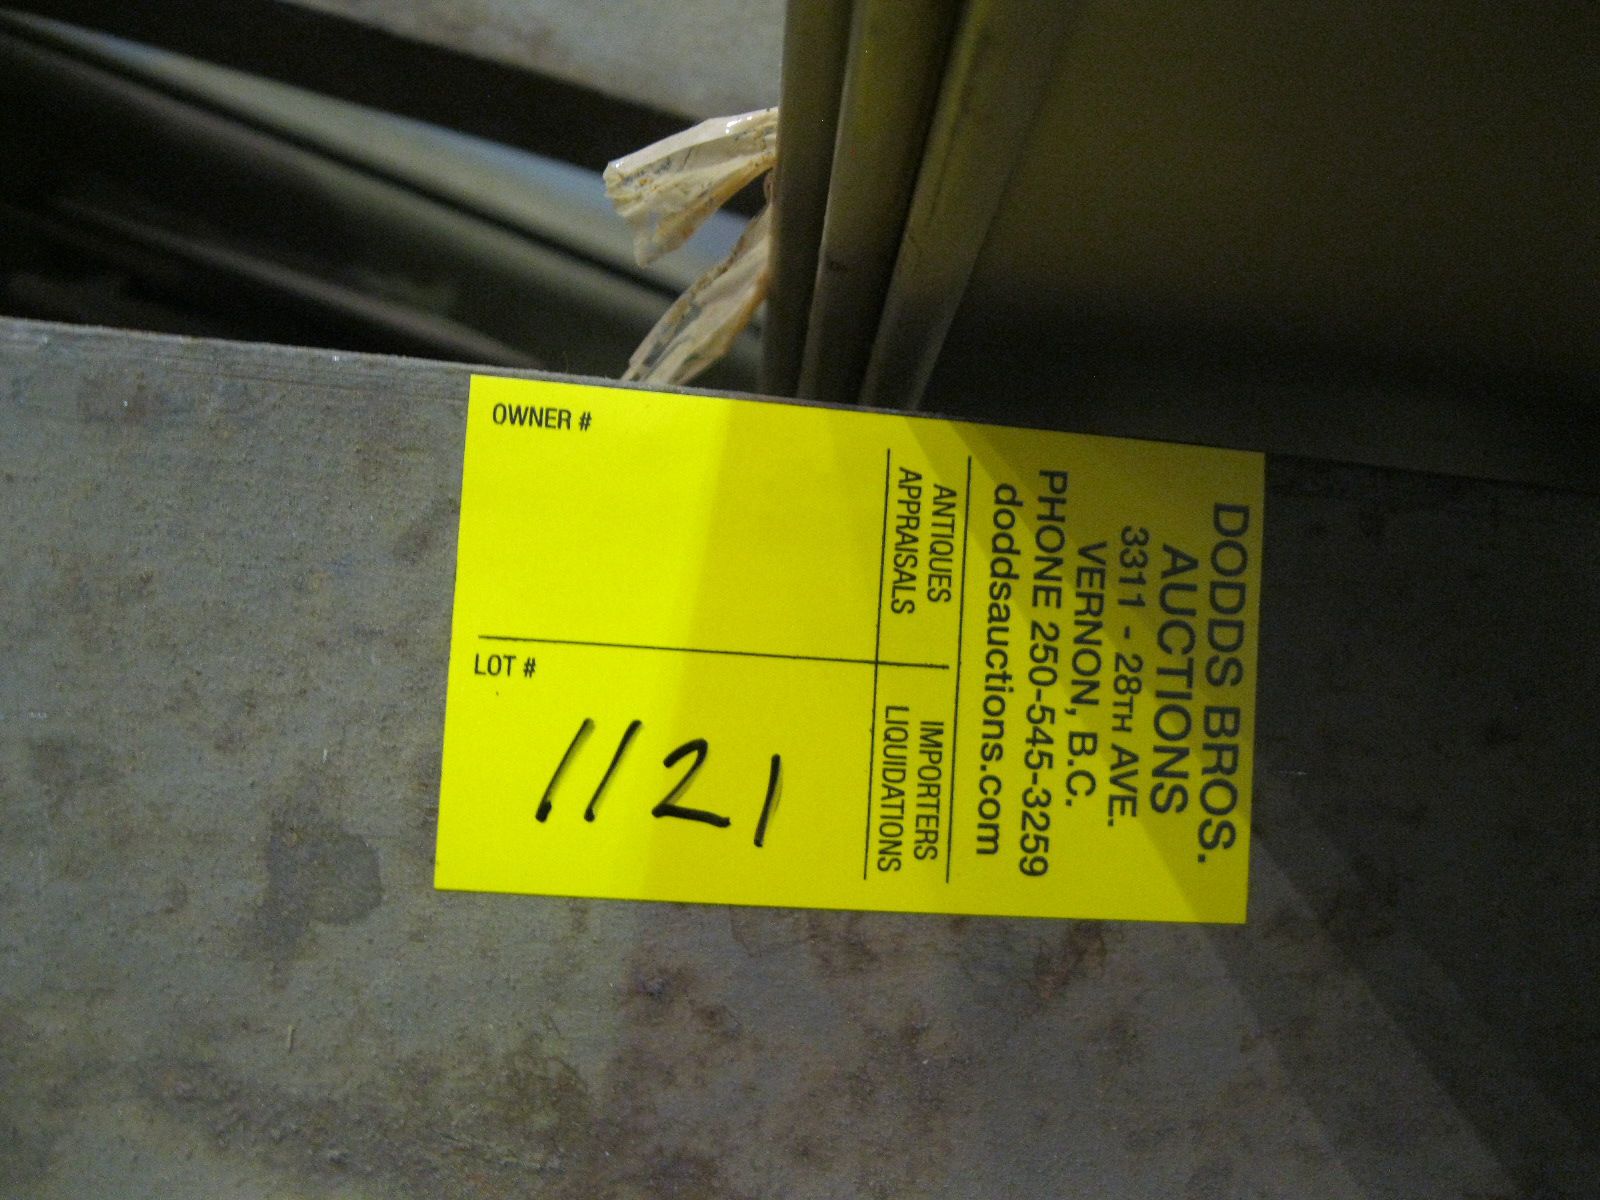 DODDS BROS.
AUCTIONS
3311 - 28TH AVE.
VERNON, B.C.
PHONE 250-545-3259
doddsauctions.com
ANTIQUES
APPRAISALS
IMPORTERS
LIQUIDATIONS
OWNER #
LOT #
1121